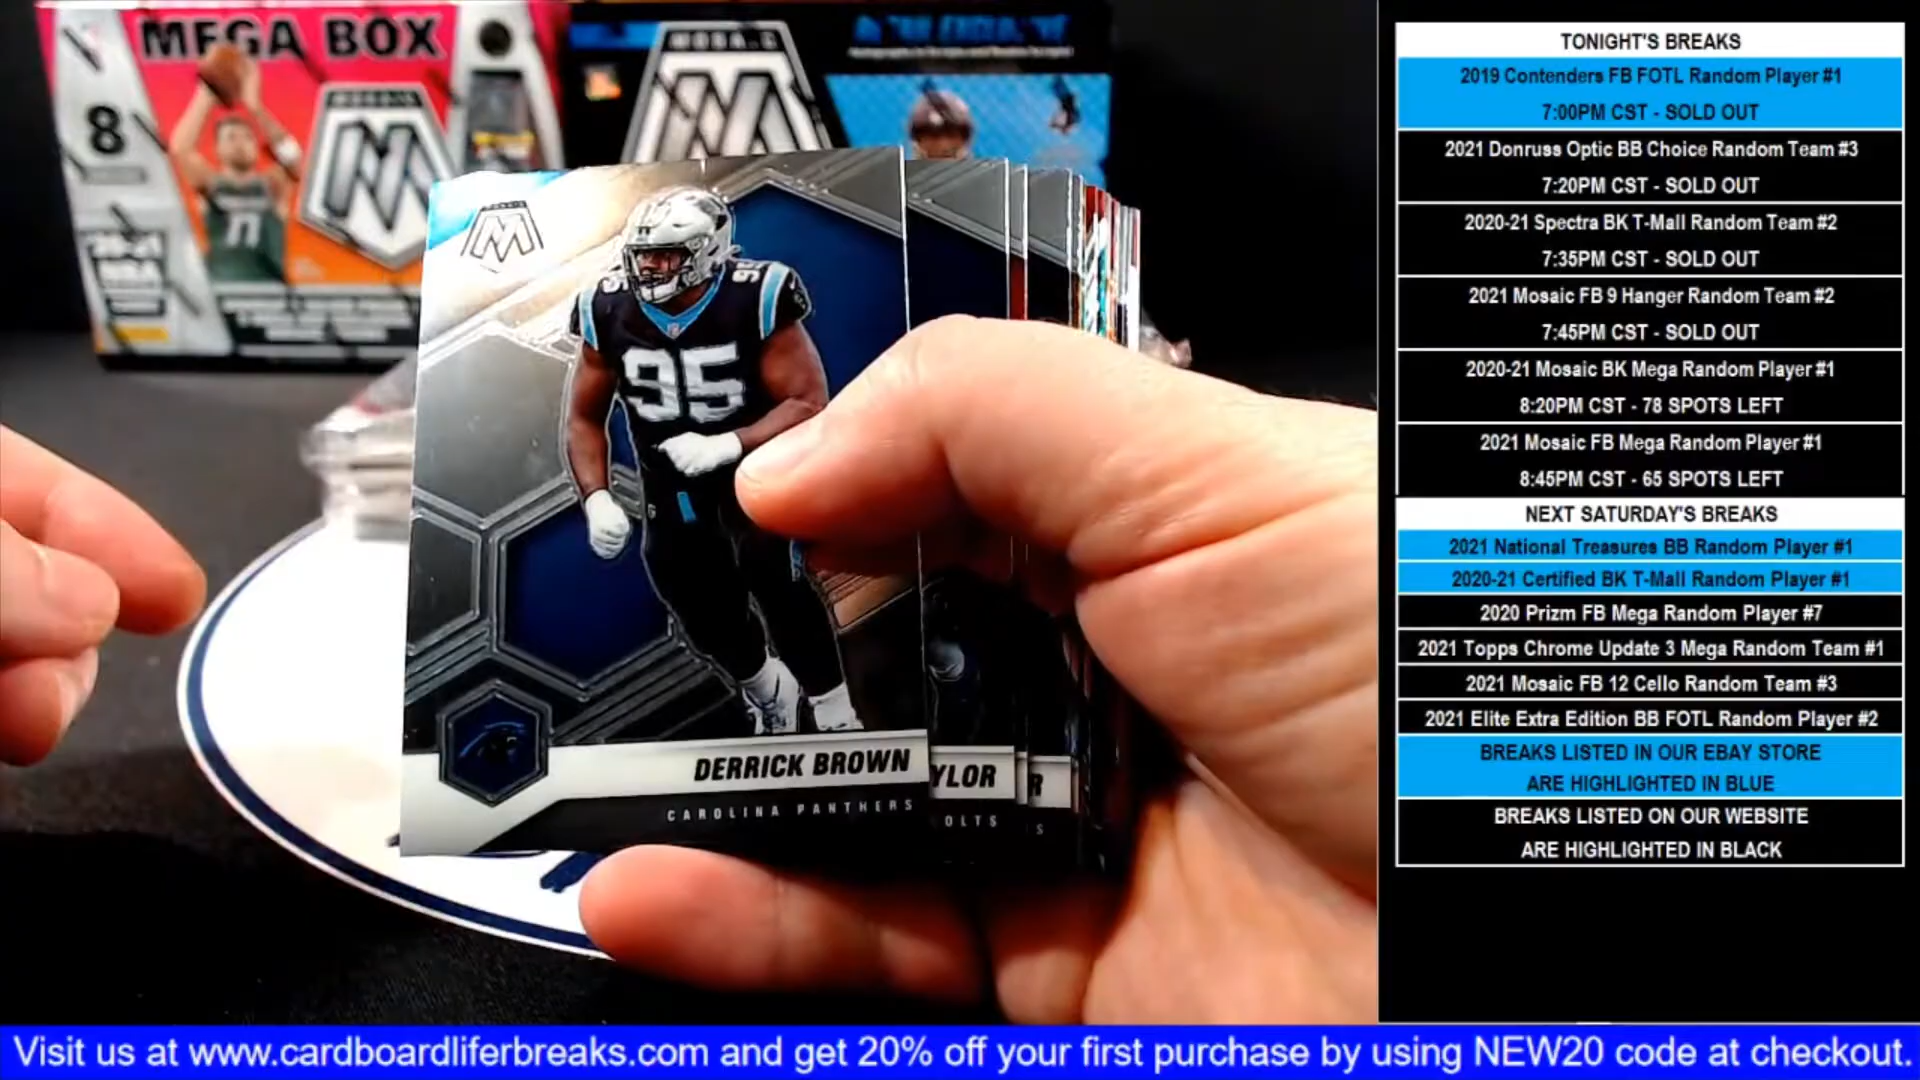 MEGA BOX
MOSAIC
8
20-21
NBA
77
MOSAIC
95
95
DERRICK BROWN
CAROLINA PANTHERS
YLOR
OLTS
R
S
TONIGHT'S BREAKS
2019 Contenders FB FOTL Random Player #1
7:00PM CST - SOLD OUT
2021 Donruss Optic BB Choice Random Team #3
7:20PM CST - SOLD OUT
2020-21 Spectra BK T-Mall Random Team #2
7:35PM CST - SOLD OUT
2021 Mosaic FB 9 Hanger Random Team #2
7:45PM CST - SOLD OUT
2020-21 Mosaic BK Mega Random Player #1
8:20PM CST - 78 SPOTS LEFT
2021 Mosaic FB Mega Random Player #1
8:45PM CST - 65 SPOTS LEFT
NEXT SATURDAY'S BREAKS
2021 National Treasures BB Random Player #1
2020-21 Certified BK T-Mall Random Player #1
2020 Prizm FB Mega Random Player #7
2021 Topps Chrome Update 3 Mega Random Team #1
2021 Mosaic FB 12 Cello Random Team #3
2021 Elite Extra Edition BB FOTL Random Player #2
BREAKS LISTED IN OUR EBAY STORE
ARE HIGHLIGHTED IN BLUE
BREAKS LISTED ON OUR WEBSITE
ARE HIGHLIGHTED IN BLACK
Visit us at www.cardboardliferbreaks.com and get 20% off your first purchase by using NEW20 code at checkout.